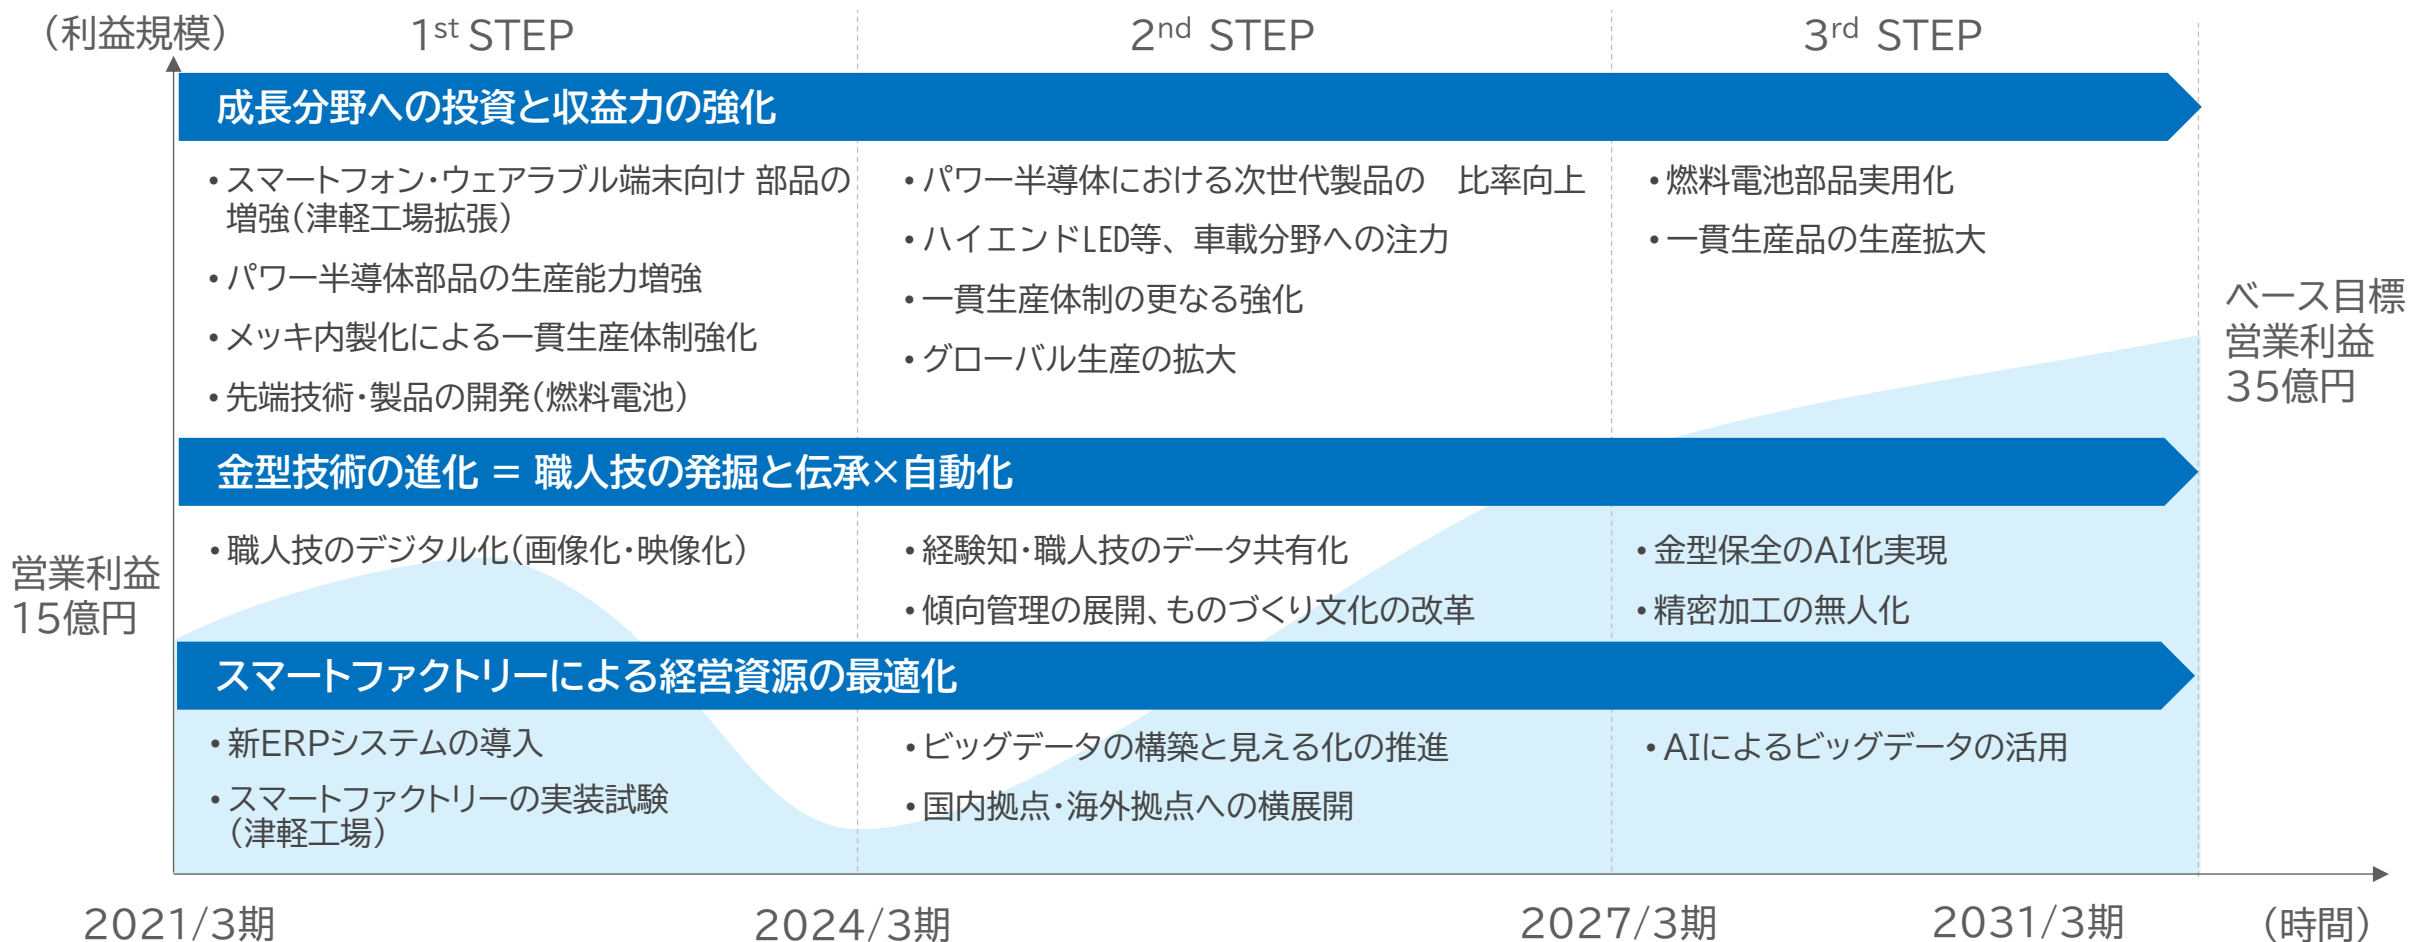 （利益規模）
1st STEP
2nd STEP
3rd STEP
成長分野への投資と収益力の強化
•スマートフォン・ウェアラブル端末向け 部品の
増強（津軽工場拡張）
•パワー半導体部品の生産能力増強
•メッキ内製化による一貫生産体制強化
•先端技術・製品の開発（燃料電池）
•パワー半導体における次世代製品の　比率向上
•ハイエンドLED等、車載分野への注力
•一貫生産体制の更なる強化
•グローバル生産の拡大
•燃料電池部品実用化
•一貫生産品の生産拡大
ベース目標
営業利益
35億円
金型技術の進化 ＝ 職人技の発掘と伝承×自動化
営業利益
15億円
•職人技のデジタル化（画像化・映像化）
•経験知・職人技のデータ共有化
•傾向管理の展開、ものづくり文化の改革
•金型保全のAI化実現
•精密加工の無人化
スマートファクトリーによる経営資源の最適化
•新ERPシステムの導入
•スマートファクトリーの実装試験
（津軽工場）
•ビッグデータの構築と見える化の推進
•国内拠点・海外拠点への横展開
•AIによるビッグデータの活用
2021/3期
2024/3期
2027/3期
2031/3期
（時間）